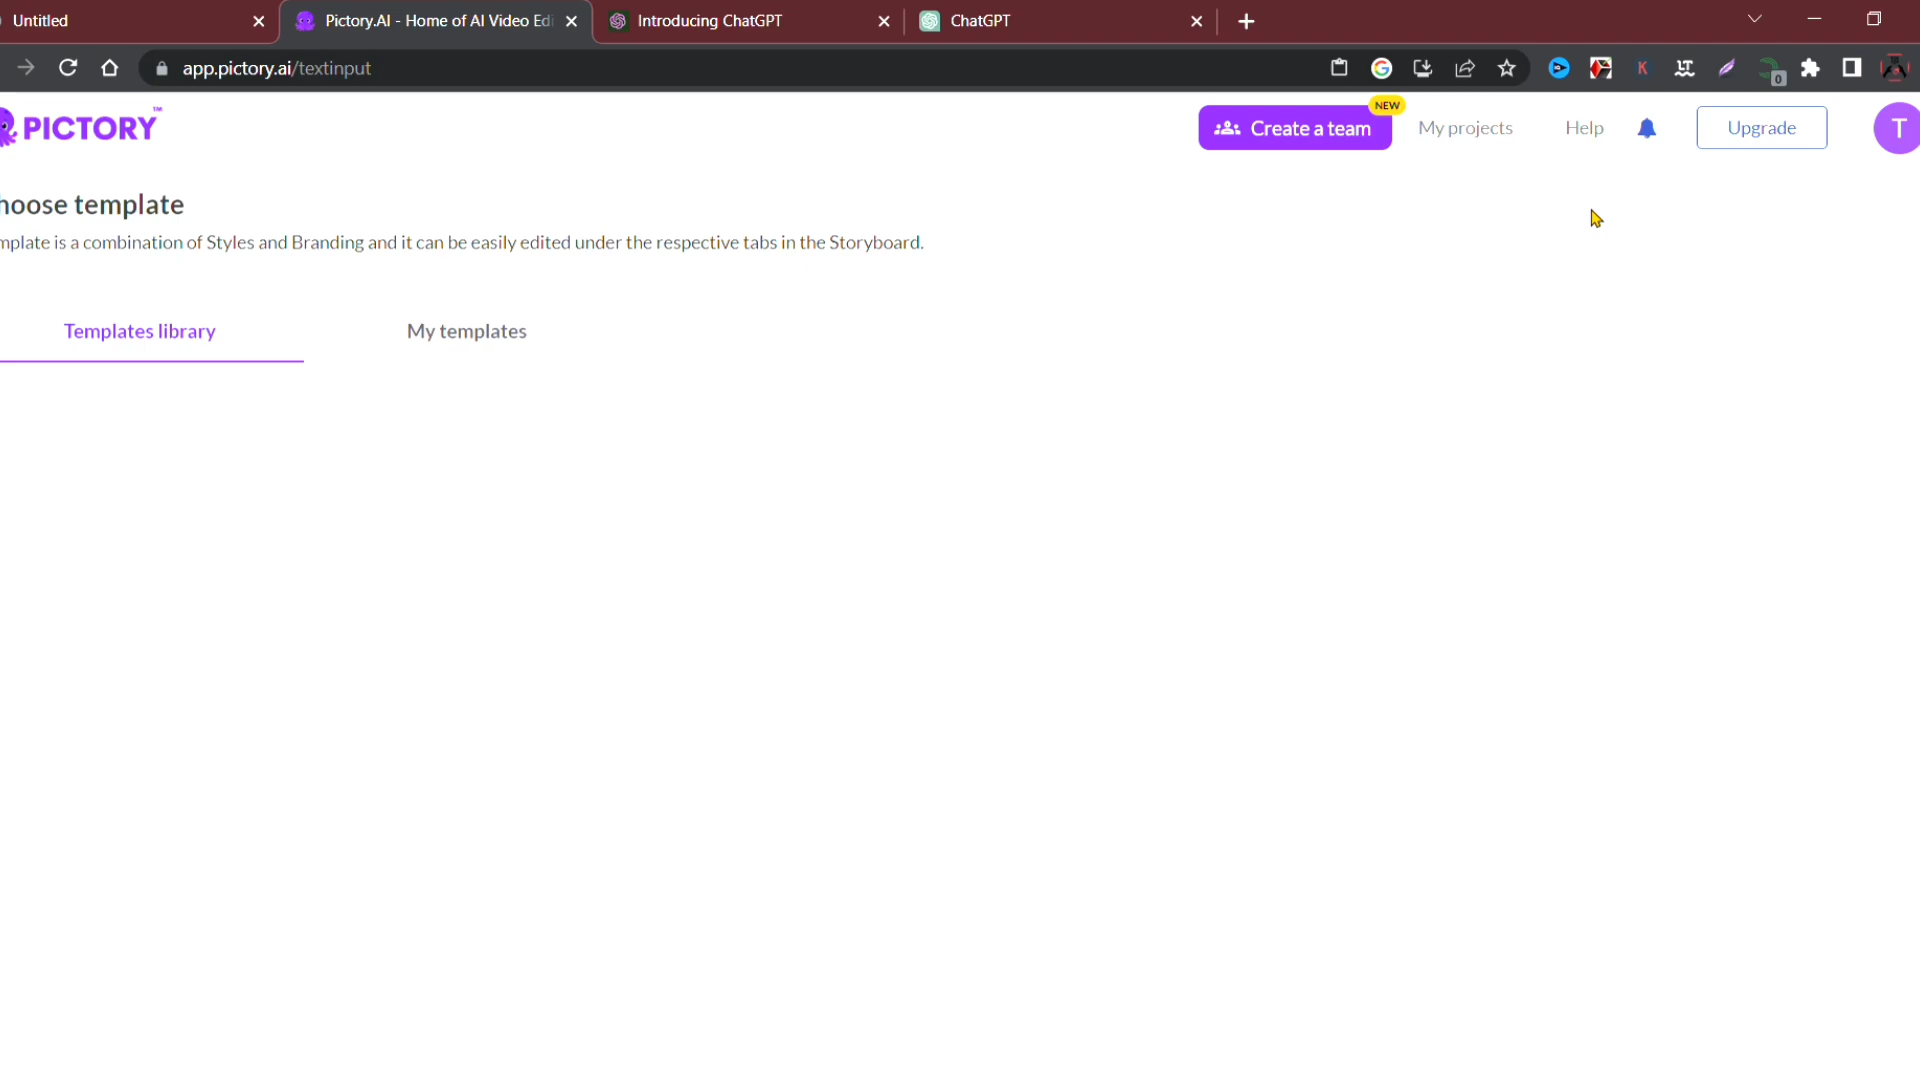 Untitled
Pictory.AI - Home of AI Video Edi
Introducing ChatGPT
ChatGPT
app.pictory.ai/textinput
0
PICTORY™
NEW
Create a team
My projects
Help
Upgrade
T
hoose template
mplate is a combination of Styles and Branding and it can be easily edited under the respective tabs in the Storyboard.
Templates library
My templates